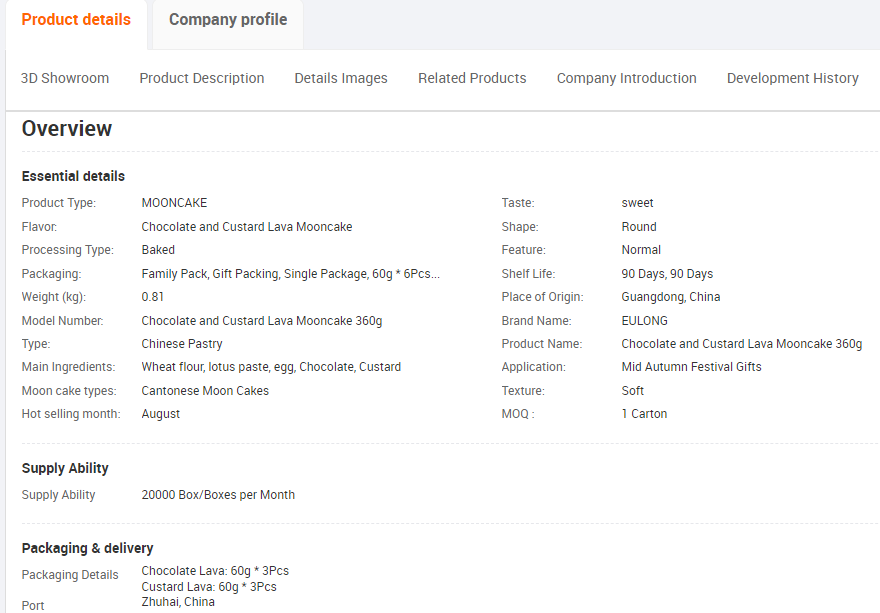 Product details Company profile
3D Showroom Product Description Details Images Related Products Company Introduction Development History
Overview
Essential details
Product Type: MOONCAKE Taste: sweet
Flavor: Chocolate and Custard Lava Mooncake Shape: Round
Processing Type: Baked Feature: Normal
Packaging: Family Pack, Gift Packing, Single Package, 60g * 6Pcs... Shelf Life: 90 Days, 90 Days
Weight (kg): 0.81 Place of Origin: Guangdong, China
Model Number: Chocolate and Custard Lava Mooncake 360g Brand Name: EULONG
Type: Chinese Pastry Product Name: Chocolate and Custard Lava Mooncake 360g
Main Ingredients: Wheat flour, lotus paste, egg, Chocolate, Custard Application: Mid Autumn Festival Gifts
Moon cake types: Cantonese Moon Cakes Texture: Soft
Hot selling month: August MOQ : 1 Carton
Supply Ability
Supply Ability 20000 Box/Boxes per Month
Packaging & delivery
Packaging Details Chocolate Lava: 60g * 3Pcs
Custard Lava: 60g * 3Pcs
Port Zhuhai, China